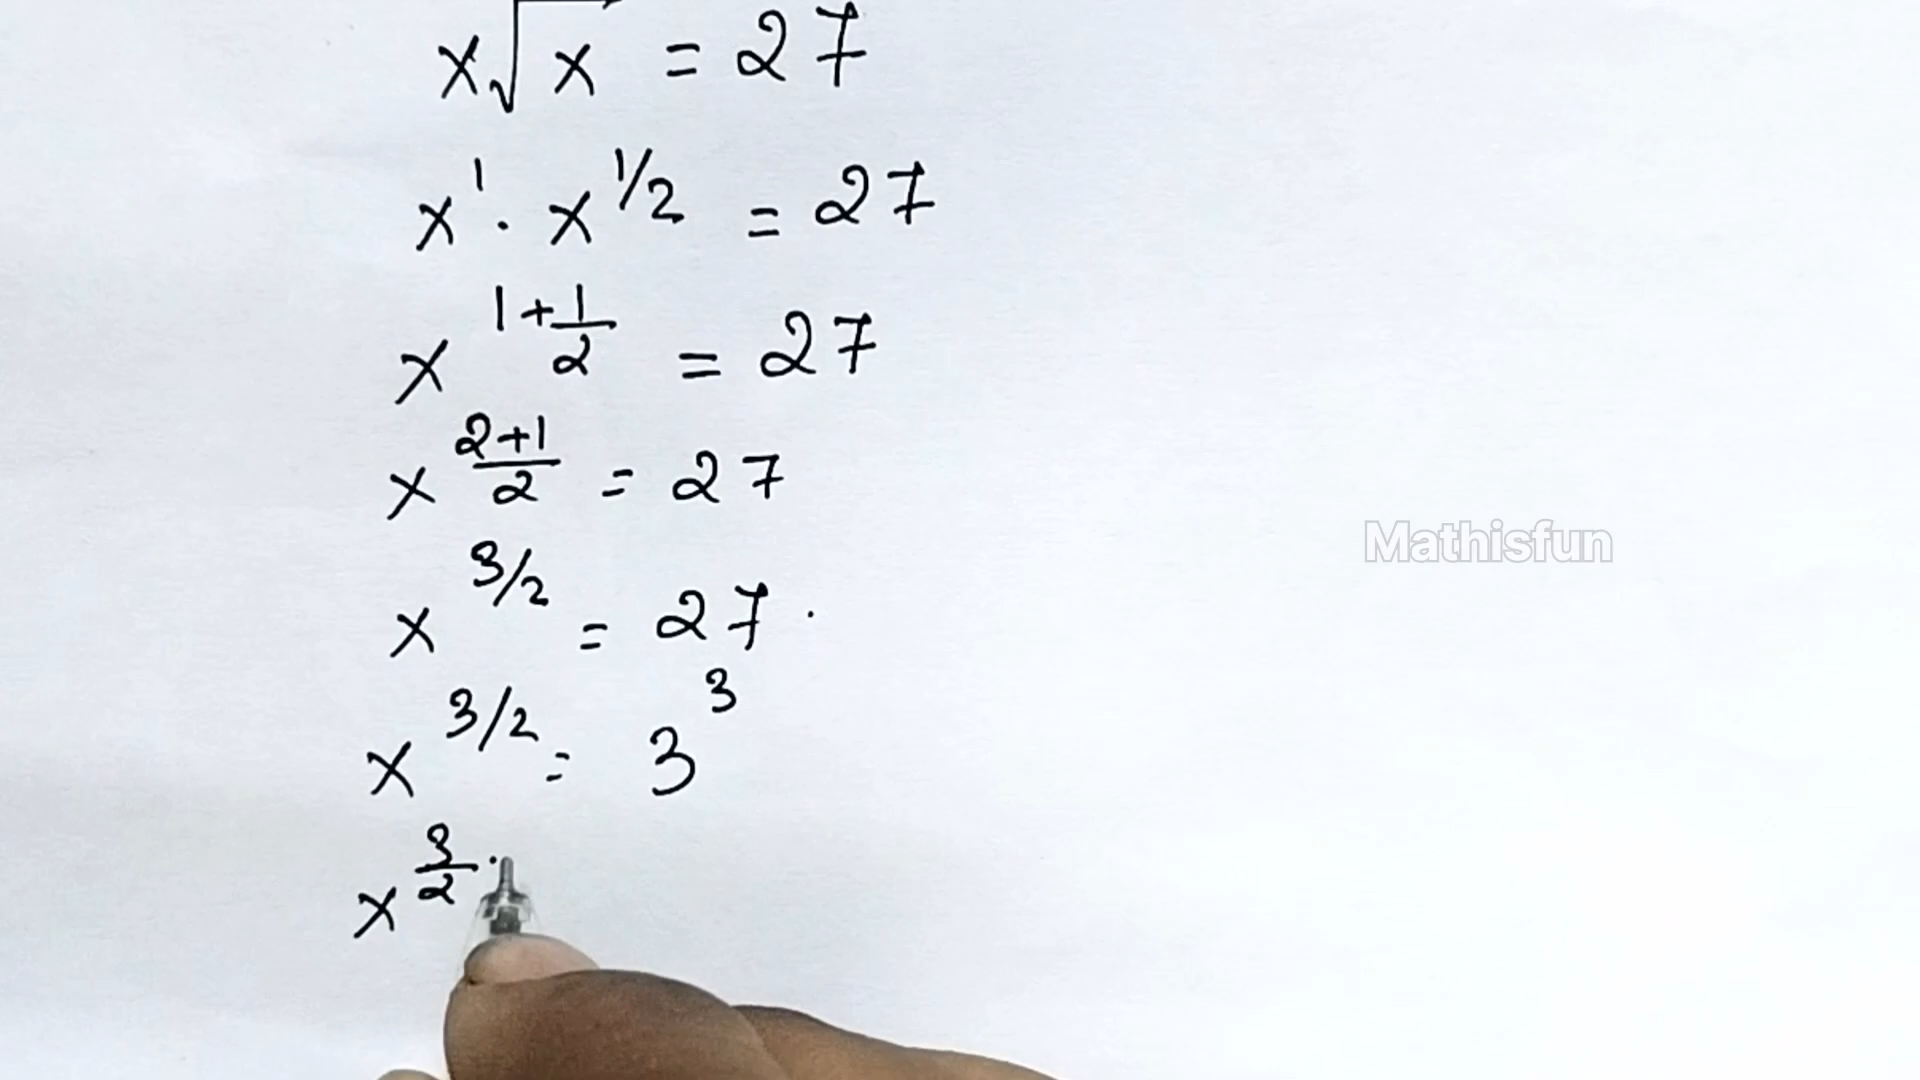 x√x = 27
x¹ · x^1/2 = 27
x^1+1/2 = 27
x^2+1/2 = 27
x^3/2 = 27 .
x^3/2 = 3³
x^3/2 ·
Mathisfun